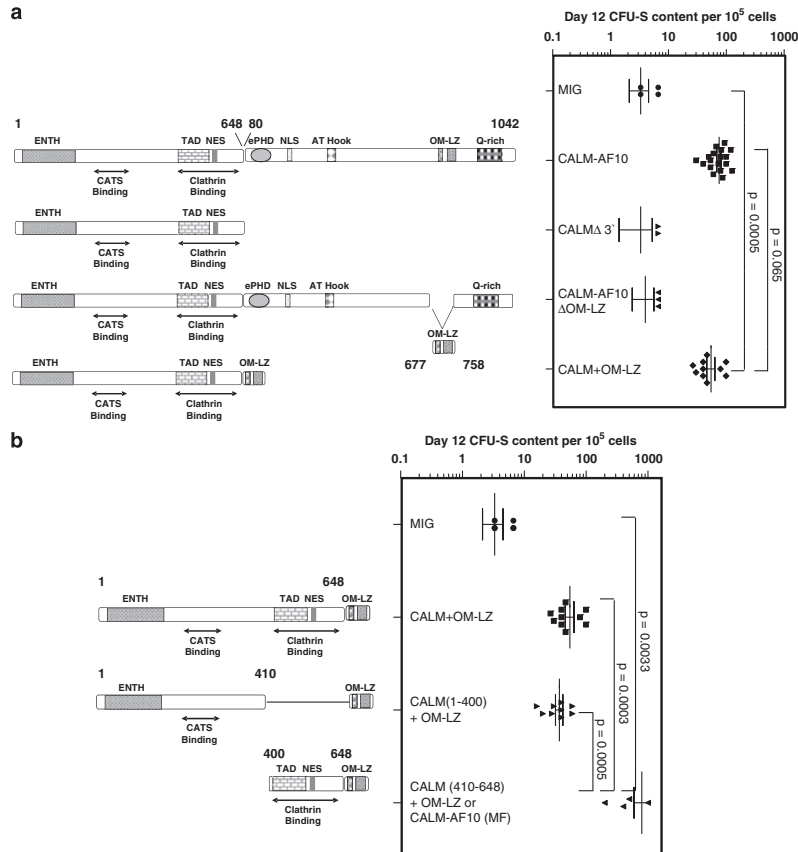 a
Day 12 CFU-S content per 10⁵ cells
0.1 1 10 100 1000
1 648 80 1042
ENTH TAD NES ePHD NLS AT Hook OM-LZ Q-rich
CATS Binding
Clathrin Binding
ENTH TAD NES
CATS Binding
Clathrin Binding
ENTH TAD NES ePHD NLS AT Hook Q-rich
CATS Binding
Clathrin Binding
OM-LZ
677 758
ENTH TAD NES OM-LZ
CATS Binding
Clathrin Binding
MIG
CALM-AF10
CALMΔ 3`
CALM-AF10
ΔOM-LZ
CALM+OM-LZ
p = 0.0005
p = 0.065
b
Day 12 CFU-S content per 10⁵ cells
0.1 1 10 100 1000
1 648
ENTH TAD NES OM-LZ
CATS Binding
Clathrin Binding
1 410
ENTH OM-LZ
CATS Binding
400 648
TAD NES OM-LZ
Clathrin Binding
MIG
CALM+OM-LZ
CALM(1-400)
+ OM-LZ
CALM (410-648)
+ OM-LZ or
CALM-AF10 (MF)
p = 0.0005
p = 0.0003
p = 0.0033